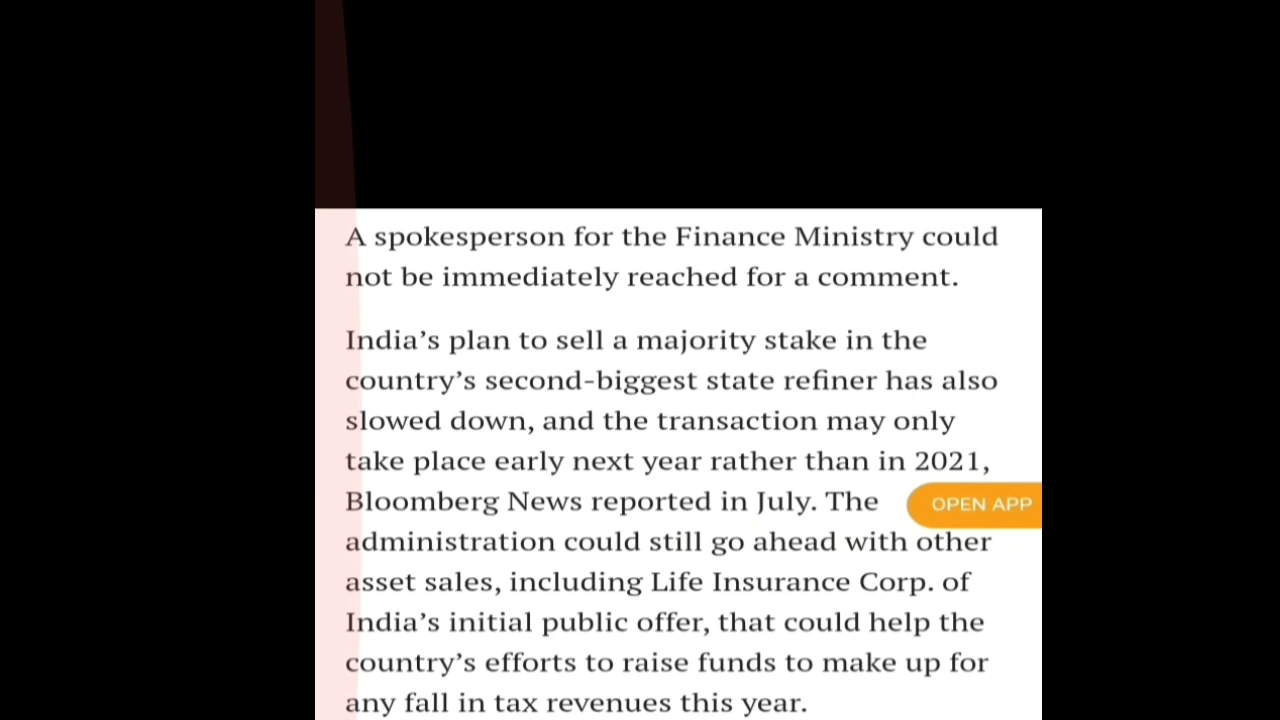 A spokesperson for the Finance Ministry could
not be immediately reached for a comment.
India’s plan to sell a majority stake in the
country’s second-biggest state refiner has also
slowed down, and the transaction may only
take place early next year rather than in 2021,
Bloomberg News reported in July. The
OPEN APP
administration could still go ahead with other
asset sales, including Life Insurance Corp. of
India’s initial public offer, that could help the
country’s efforts to raise funds to make up for
any fall in tax revenues this year.